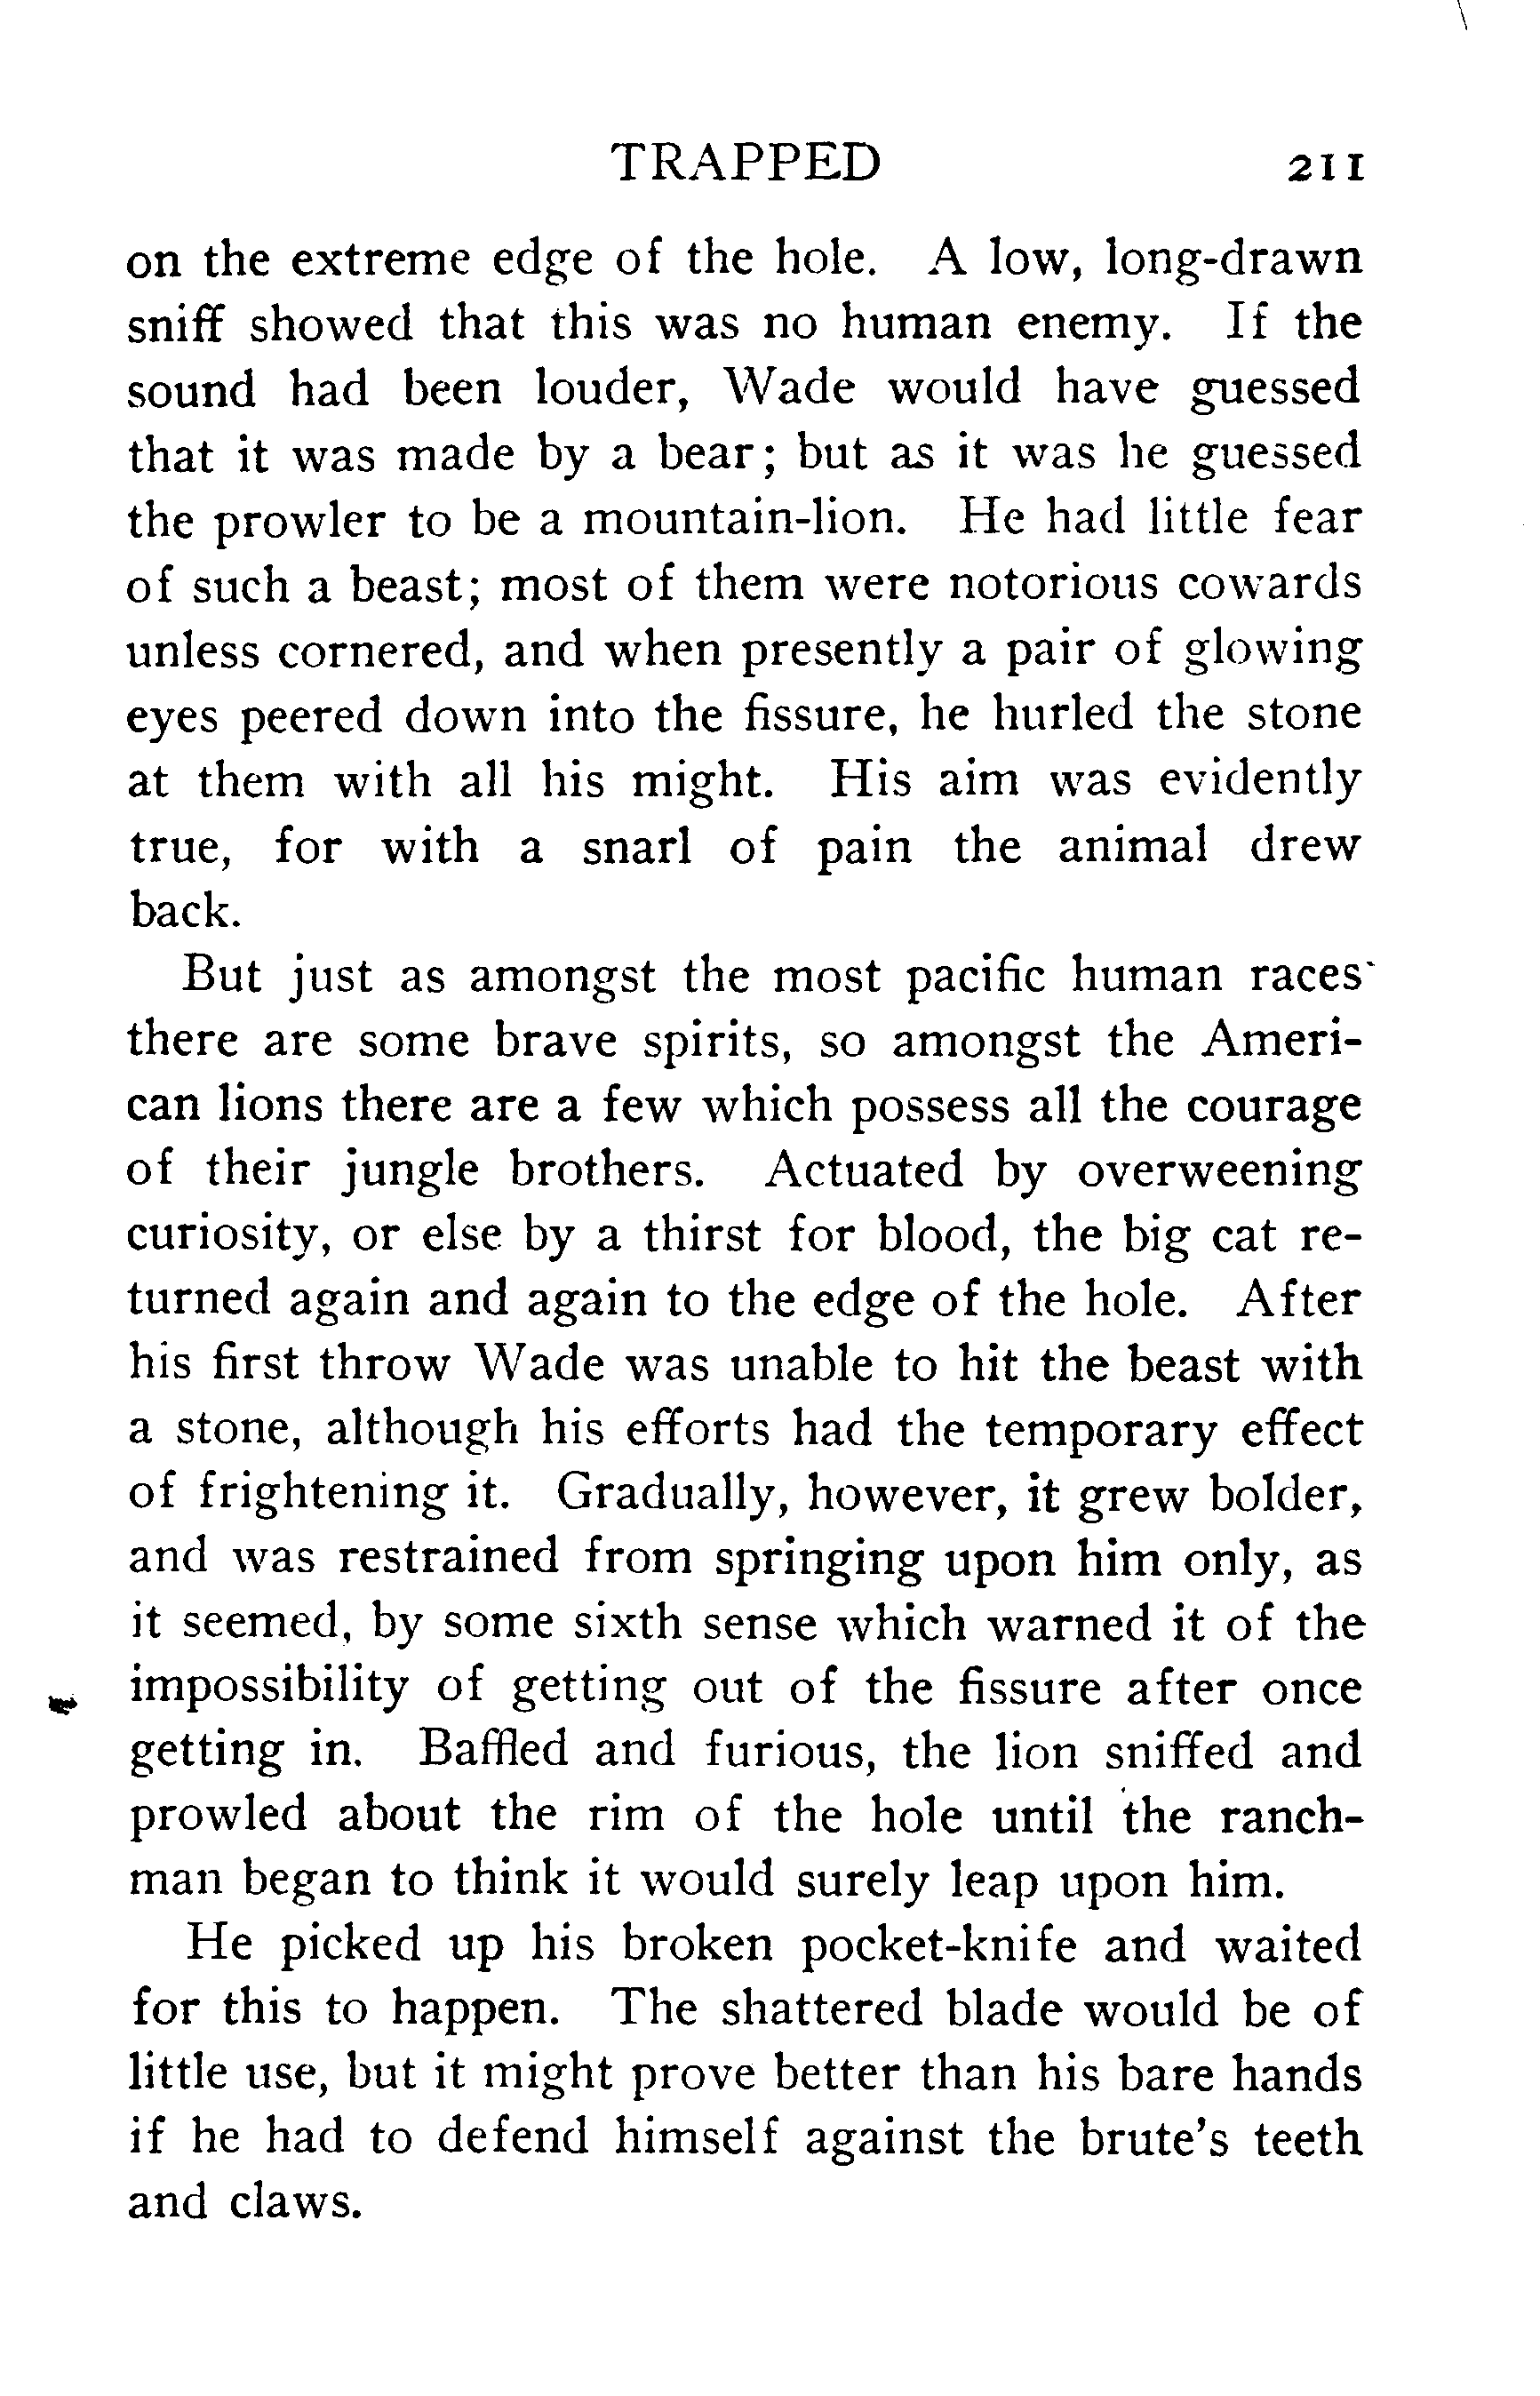 TRAPPED 211
on the extreme edge of the hole. A low, long-drawn
sniff showed that this was no human enemy. If the
sound had been louder, Wade would have guessed
that it was made by a bear; but as it was he guessed
the prowler to be a mountain-lion. He had little fear
of such a beast; most of them were notorious cowards
unless cornered, and when presently a pair of glowing
eyes peered down into the fissure, he hurled the stone
at them with all his might. His aim was evidently
true, for with a snarl of pain the animal drew
back.
But just as amongst the most pacific human races
there are some brave spirits, so amongst the Ameri-
can lions there are a few which possess all the courage
of their jungle brothers. Actuated by overweening
curiosity, or else by a thirst for blood, the big cat re-
turned again and again to the edge of the hole. After
his first throw Wade was unable to hit the beast with
a stone, although his efforts had the temporary effect
of frightening it. Gradually, however, it grew bolder,
and was restrained from springing upon him only, as
it seemed, by some sixth sense which warned it of the
impossibility of getting out of the fissure after once
getting in. Baffled and furious, the lion sniffed and
prowled about the rim of the hole until the ranch-
man began to think it would surely leap upon him.
He picked up his broken pocket-knife and waited
for this to happen. The shattered blade would be of
little use, but it might prove better than his bare hands
if he had to defend himself against the brute's teeth
and claws.